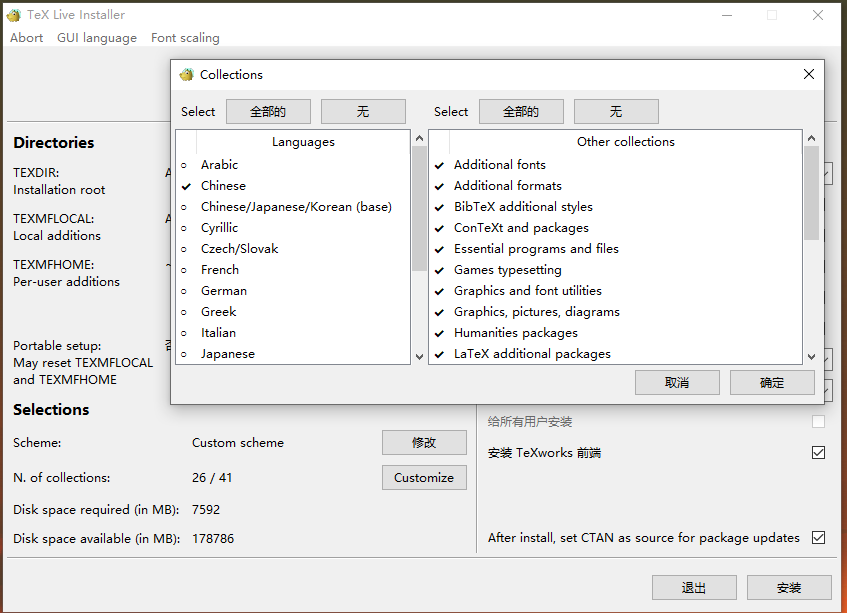 TeX Live Installer
Abort GUI language Font scaling
Collections
Select 全部的 无 Select 全部的 无
Languages
Arabic
Chinese
Chinese/Japanese/Korean (base)
Cyrillic
Czech/Slovak
French
German
Greek
Italian
Japanese
Other collections
Additional fonts
Additional formats
BibTeX additional styles
ConTeXt and packages
Essential programs and files
Games typesetting
Graphics and font utilities
Graphics, pictures, diagrams
Humanities packages
LaTeX additional packages
取消 确定
Directories
TEXDIR:
Installation root
TEXMFLOCAL:
Local additions
TEXMFHOME: ~
Per-user additions
Portable setup:
May reset TEXMFLOCAL
and TEXMFHOME
Selections
Scheme: Custom scheme 修改
N. of collections: 26 / 41 Customize
Disk space required (in MB): 7592
Disk space available (in MB): 178786
给所有用户安装
安装 TeXworks 前端
After install, set CTAN as source for package updates
退出 安装